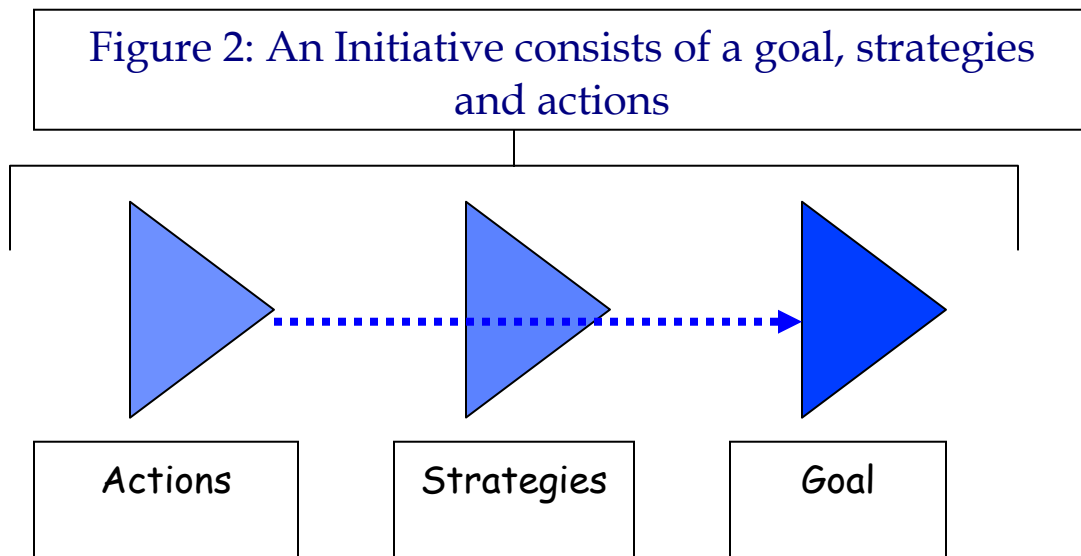 Figure 2: An Initiative consists of a goal, strategies
and actions
Actions
Strategies
Goal